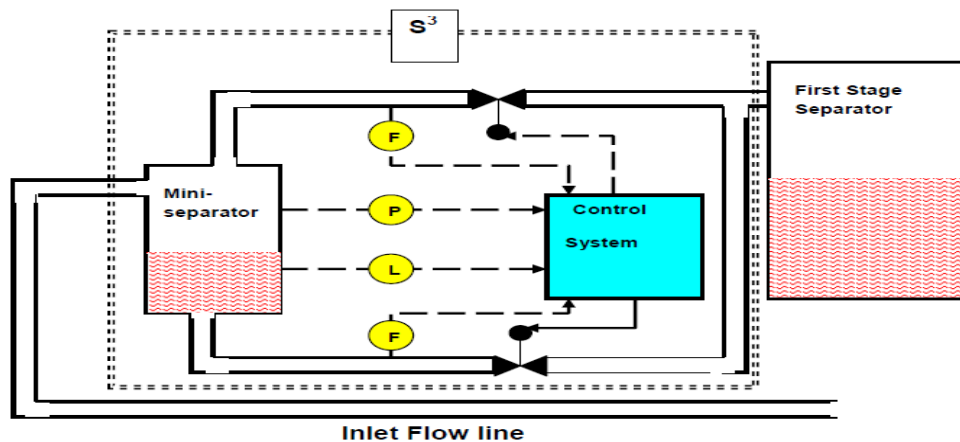 S³
First Stage
Separator
F
Mini-
separator
P
Control
System
L
F
Inlet Flow line